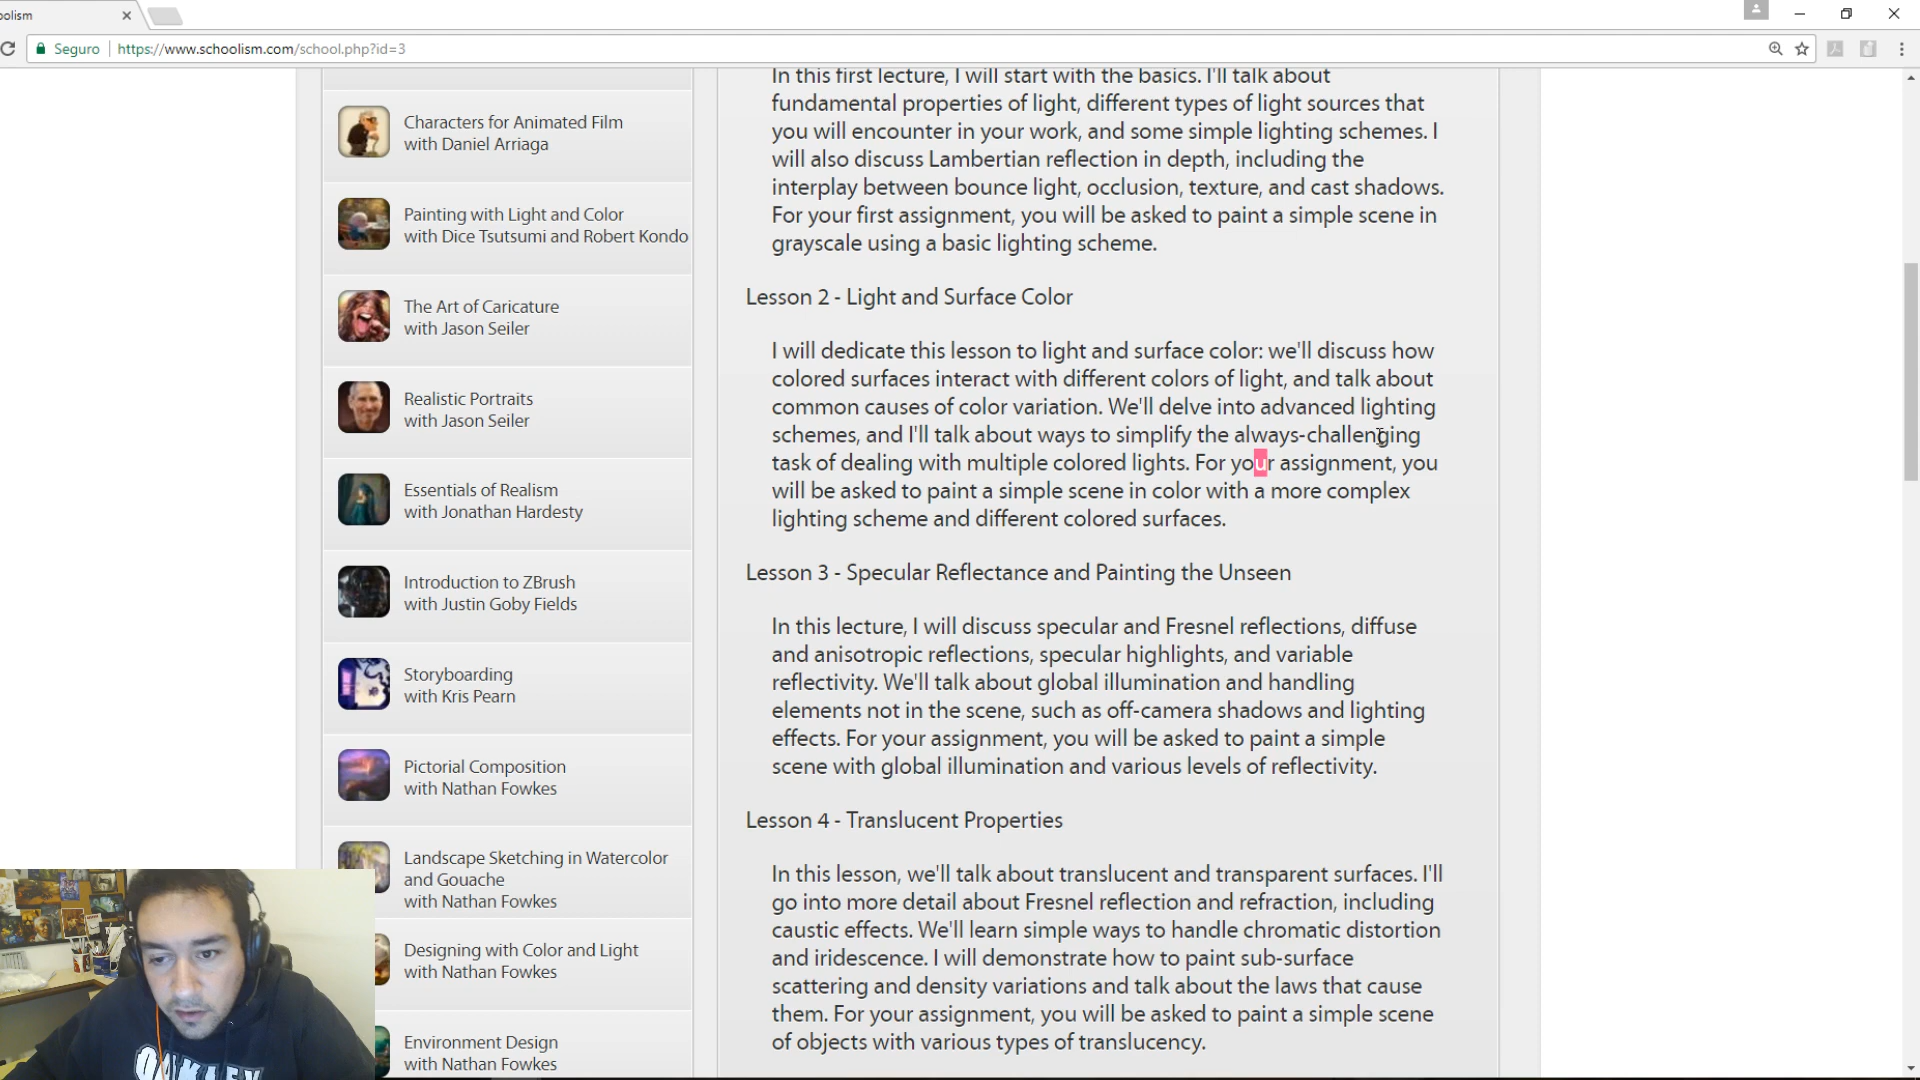 oolism
Seguro
https://www.schoolism.com/school.php?id=3
Characters for Animated Film
with Daniel Arriaga
Painting with Light and Color
with Dice Tsutsumi and Robert Kondo
The Art of Caricature
with Jason Seiler
Realistic Portraits
with Jason Seiler
Essentials of Realism
with Jonathan Hardesty
Introduction to ZBrush
with Justin Goby Fields
Storyboarding
with Kris Pearn
Pictorial Composition
with Nathan Fowkes
Landscape Sketching in Watercolor
and Gouache
with Nathan Fowkes
Designing with Color and Light
with Nathan Fowkes
Environment Design
with Nathan Fowkes
In this first lecture, I will start with the basics. I'll talk about
fundamental properties of light, different types of light sources that
you will encounter in your work, and some simple lighting schemes. I
will also discuss Lambertian reflection in depth, including the
interplay between bounce light, occlusion, texture, and cast shadows.
For your first assignment, you will be asked to paint a simple scene in
grayscale using a basic lighting scheme.
Lesson 2 - Light and Surface Color
I will dedicate this lesson to light and surface color: we'll discuss how
colored surfaces interact with different colors of light, and talk about
common causes of color variation. We'll delve into advanced lighting
schemes, and I'll talk about ways to simplify the always-challenging
task of dealing with multiple colored lights. For your assignment, you
will be asked to paint a simple scene in color with a more complex
lighting scheme and different colored surfaces.
Lesson 3 - Specular Reflectance and Painting the Unseen
In this lecture, I will discuss specular and Fresnel reflections, diffuse
and anisotropic reflections, specular highlights, and variable
reflectivity. We'll talk about global illumination and handling
elements not in the scene, such as off-camera shadows and lighting
effects. For your assignment, you will be asked to paint a simple
scene with global illumination and various levels of reflectivity.
Lesson 4 - Translucent Properties
In this lesson, we'll talk about translucent and transparent surfaces. I'll
go into more detail about Fresnel reflection and refraction, including
caustic effects. We'll learn simple ways to handle chromatic distortion
and iridescence. I will demonstrate how to paint sub-surface
scattering and density variations and talk about the laws that cause
them. For your assignment, you will be asked to paint a simple scene
of objects with various types of translucency.